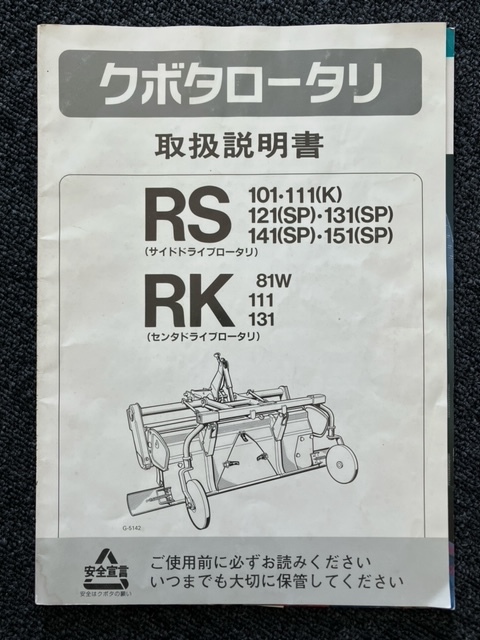 クボタロータリ
取扱説明書
RS 101・111(K)
121(SP)・131(SP)
141(SP)・151(SP)
(サイドドライブロータリ)
RK 81W
111
131
(センタドライブロータリ)
G-5142
安全宣言
安全はクボタの願い
ご使用前に必ずお読みください
いつまでも大切に保管してください